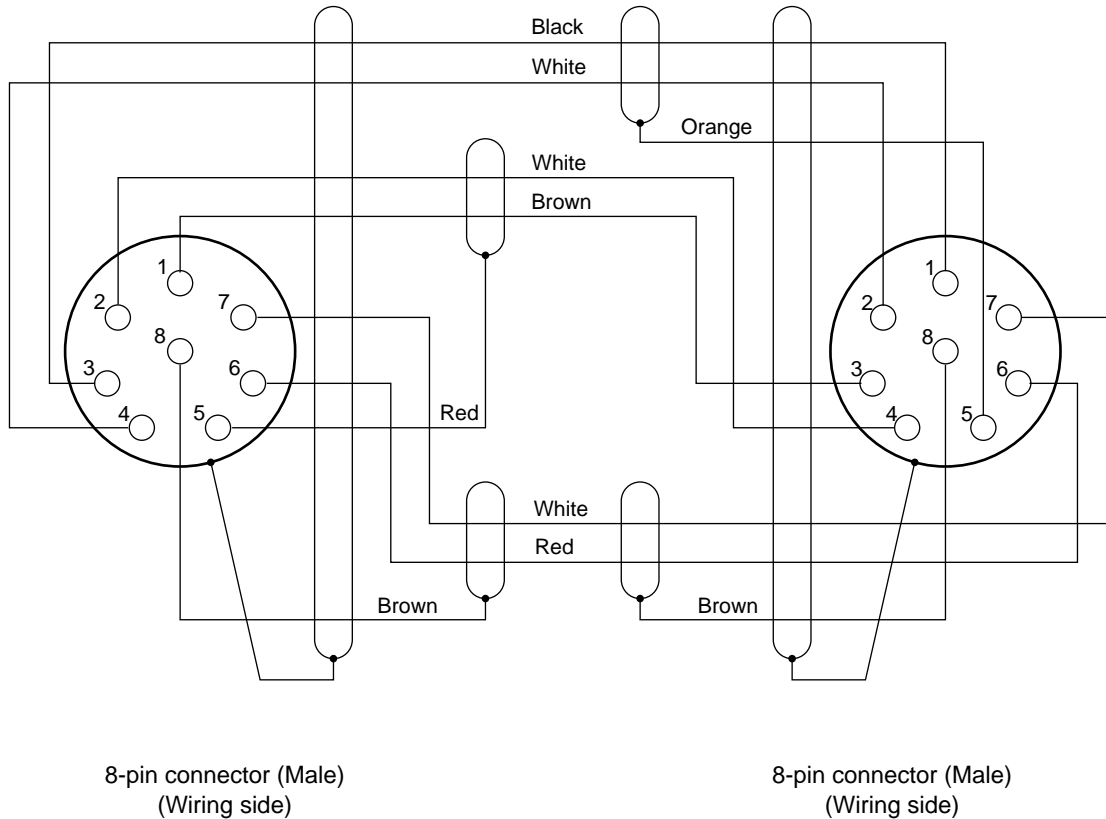 Black
White
Orange
White
Brown
1
2
7
8
3
6
4
5
Red
1
2
7
8
3
6
4
5
White
Red
Brown
Brown
8-pin connector (Male)
(Wiring side)
8-pin connector (Male)
(Wiring side)